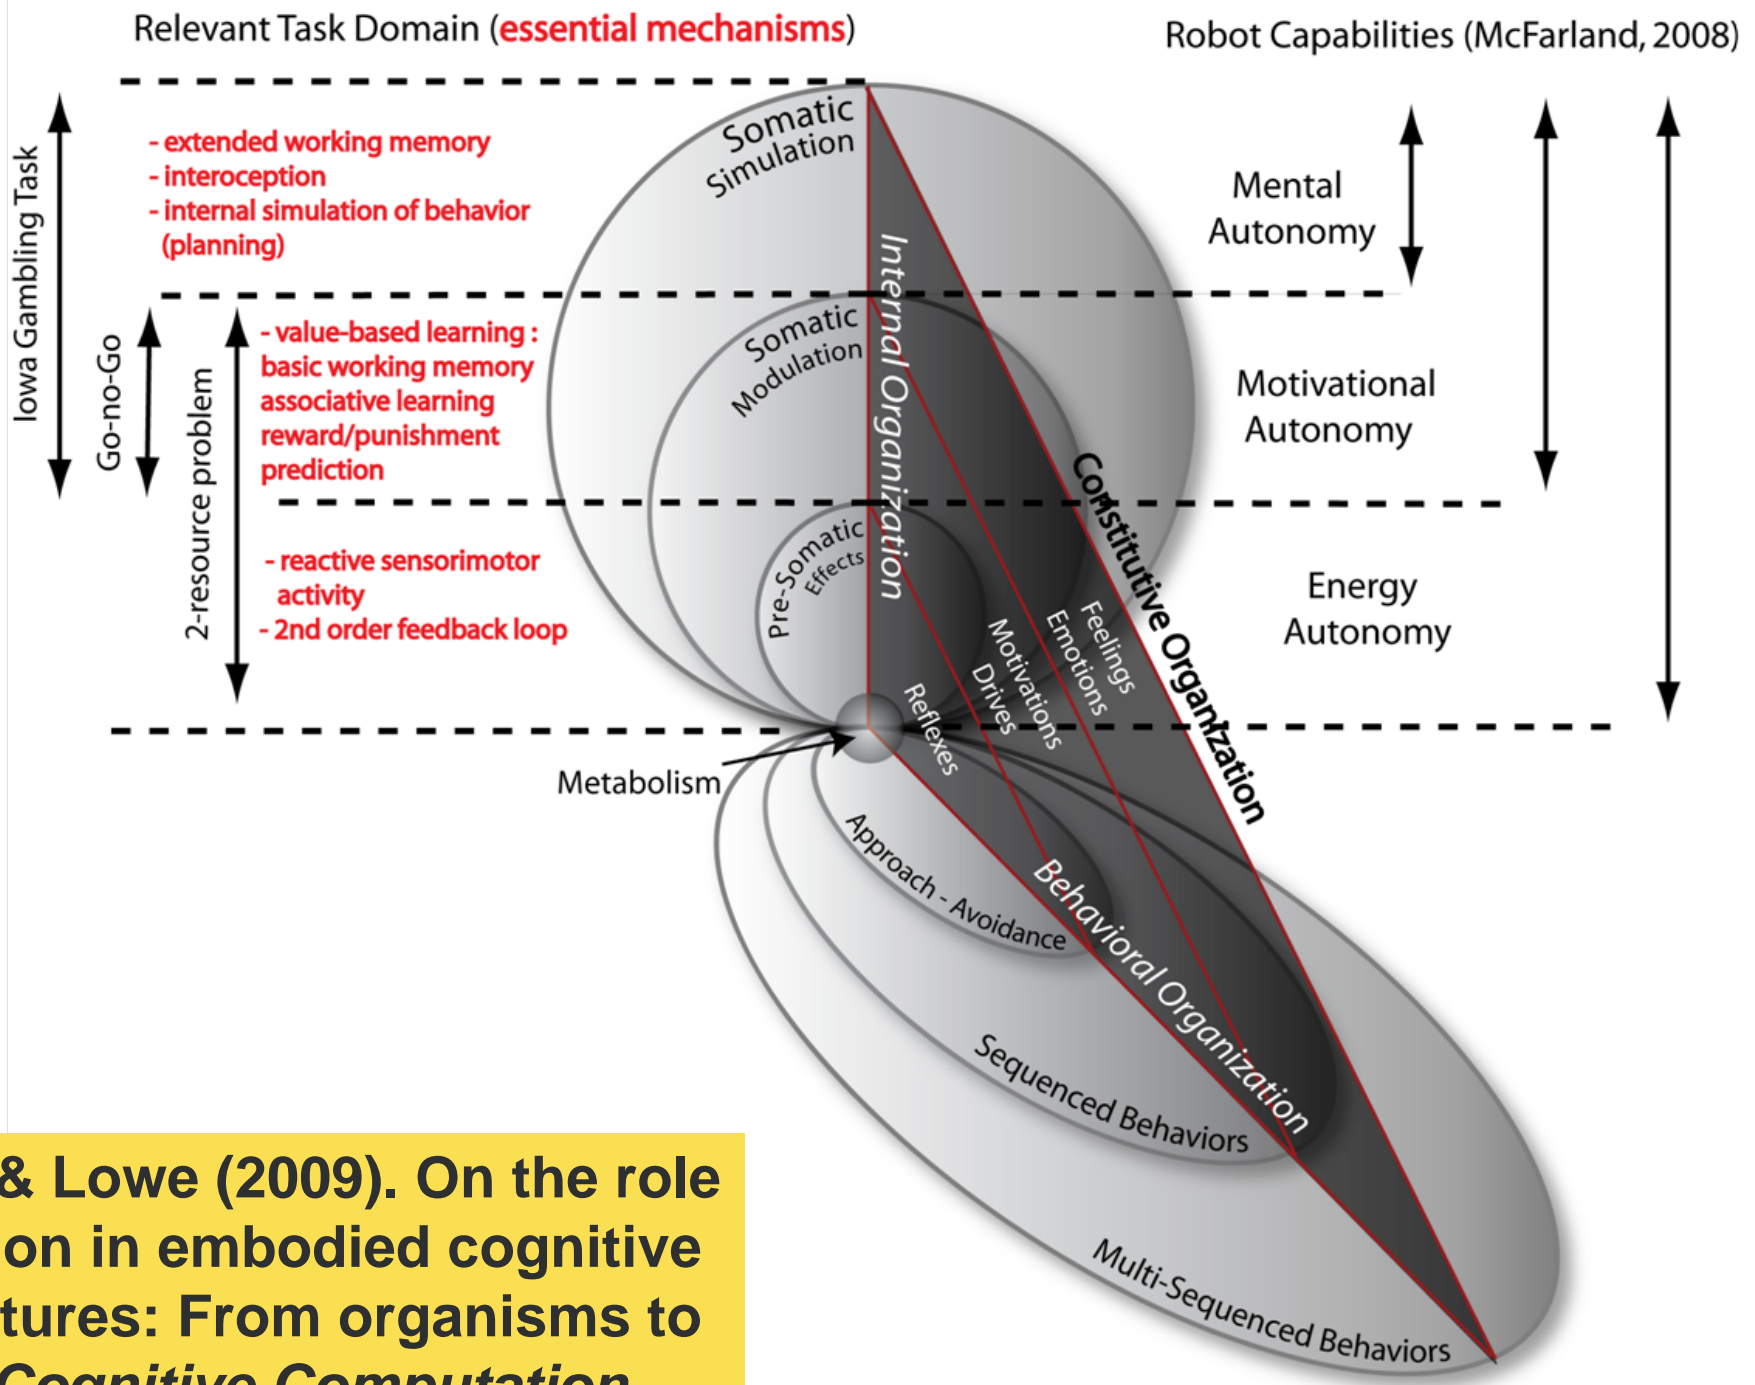 Relevant Task Domain (essential mechanisms)
Robot Capabilities (McFarland, 2008)
Iowa Gambling Task
- extended working memory
- interoception
- internal simulation of behavior
(planning)
Somatic
Simulation
Mental
Autonomy
Go-no-Go
2-resource problem
- value-based learning :
basic working memory
associative learning
reward/punishment
prediction
Somatic
Modulation
Internal Organization
Motivational
Autonomy
- reactive sensorimotor
activity
- 2nd order feedback loop
Pre-Somatic
Effects
Constitutive Organization
Energy
Autonomy
Reflexes
Drives
Motivations
Emotions
Feelings
Metabolism
Approach - Avoidance
Behavioral Organization
Sequenced Behaviors
Multi-Sequenced Behaviors
& Lowe (2009). On the role
on in embodied cognitive
tures: From organisms to
Cognitive Computation